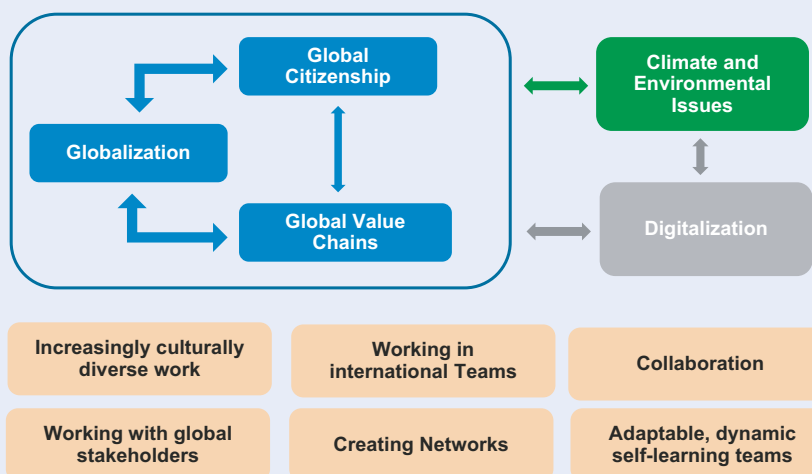 Global
Citizenship
Climate and
Environmental
Issues
Globalization
Global Value
Chains
Digitalization
Increasingly culturally
diverse work
Working in
international Teams
Collaboration
Working with global
stakeholders
Creating Networks
Adaptable, dynamic
self-learning teams